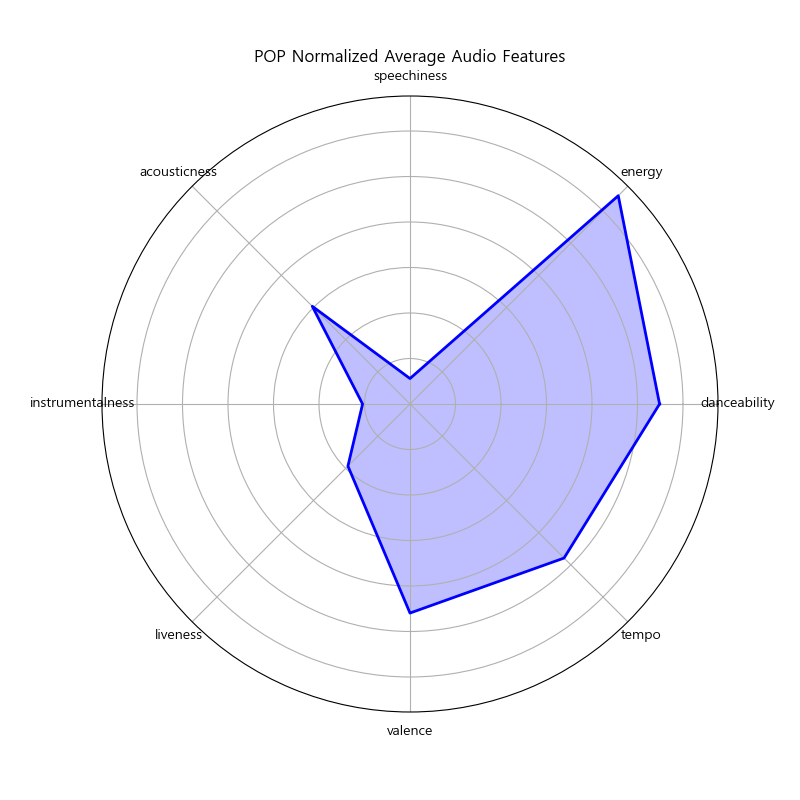 POP Normalized Average Audio Features
speechiness
energy
acousticness
danceability
instrumentalness
tempo
liveness
valence